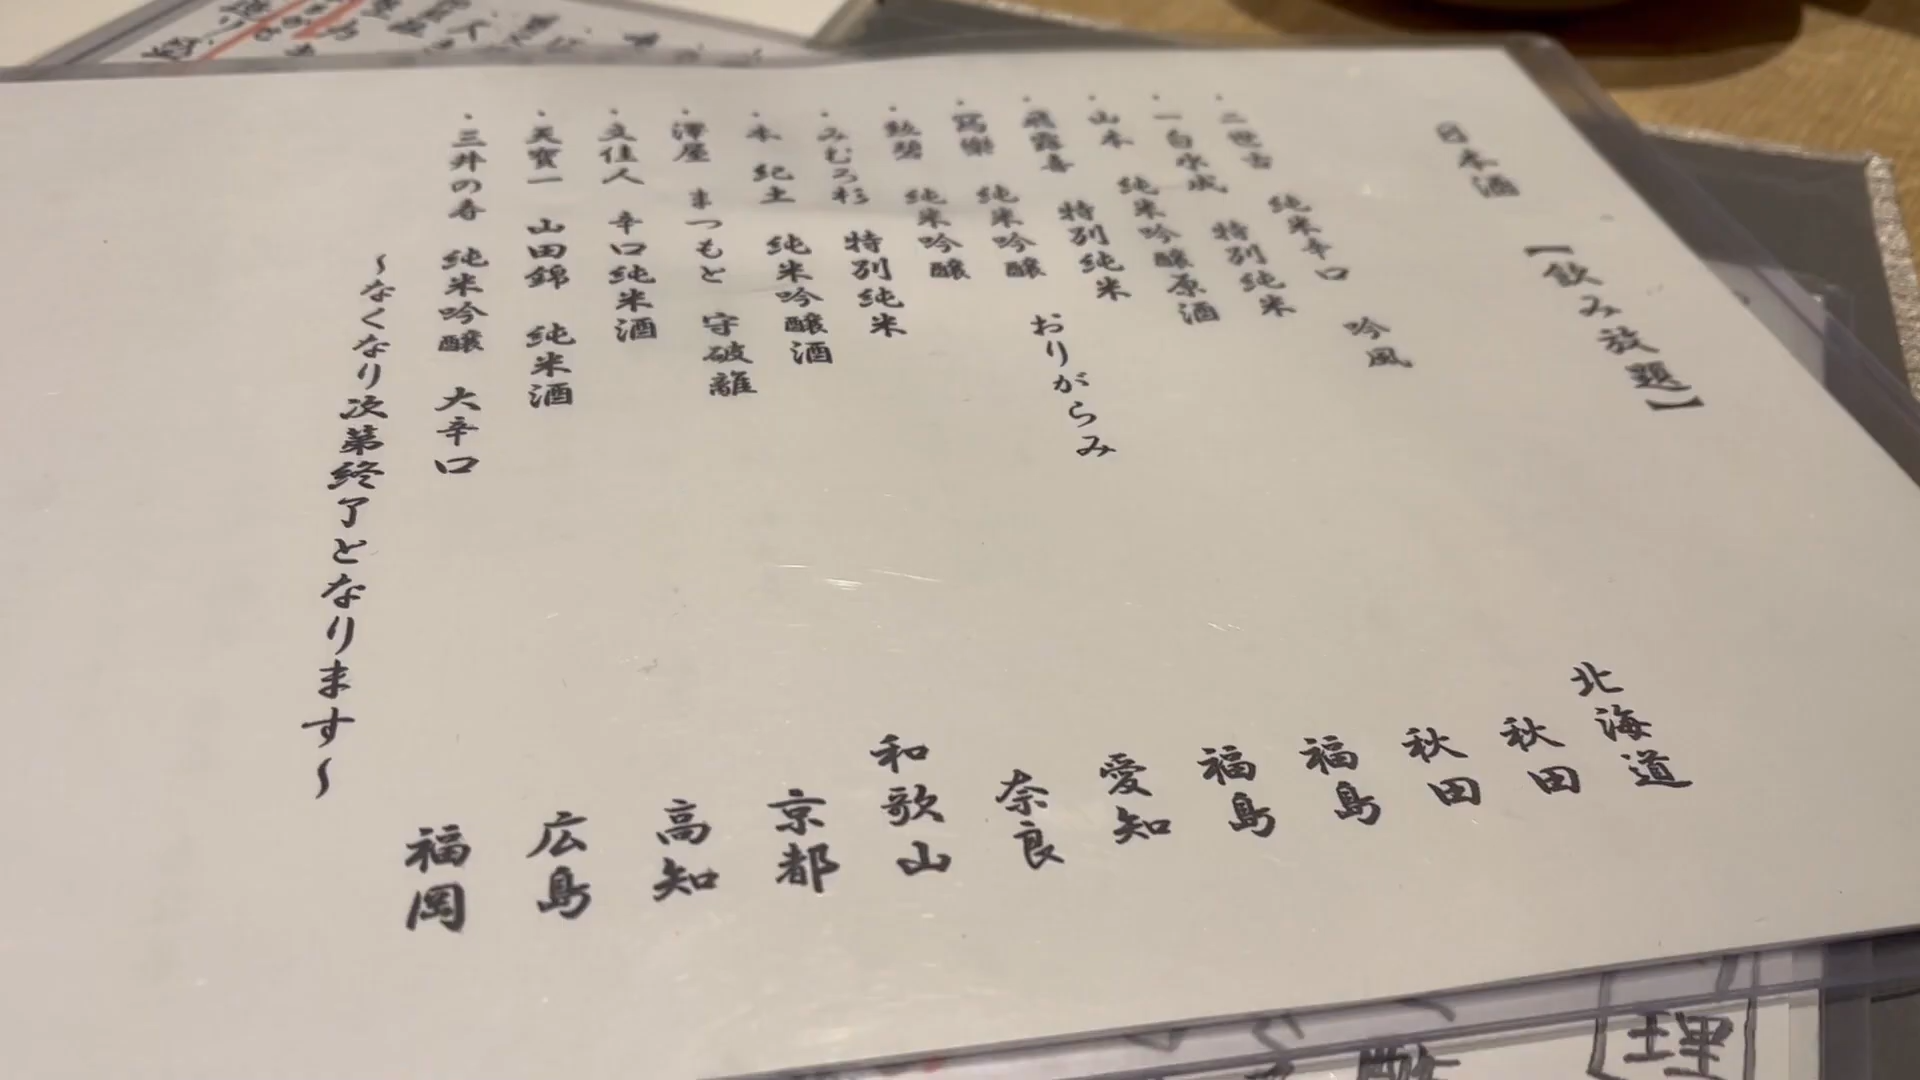 日本酒 【飲み放題】
・二世古 純米辛口 吟風 北海道
・一白水成 特別純米 秋田
・山本 純米吟醸原酒 秋田
・飛露喜 特別純米 福島
・寫樂 純米吟醸 おりがらみ 福島
・勲碧 純米吟醸 愛知
・みむろ杉 特別純米 奈良
・本 紀土 純米吟醸酒 和歌山
・澤屋 まつもと 守破離 京都
・文佳人 辛口純米酒 高知
・天寶一 山田錦 純米酒 広島
・三井の寿 純米吟醸 大辛口 福岡
～なくなり次第終了となります～
理